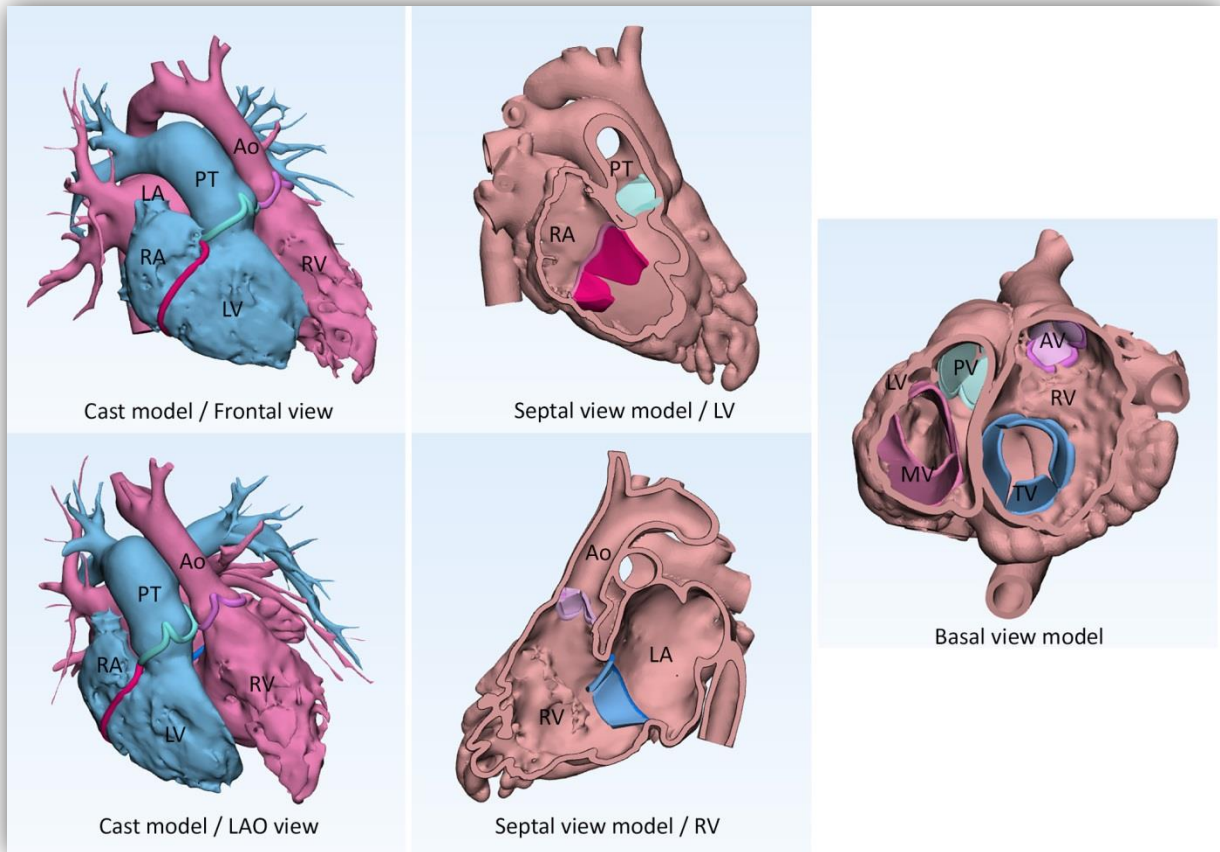 Ao
PT
LA
RA
RV
LV
Cast model / Frontal view
PT
RA
Septal view model / LV
Ao
PT
RA
RV
LV
Cast model / LAO view
Ao
LA
RV
Septal view model / RV
AV
PV
LV
RV
MV
TV
Basal view model